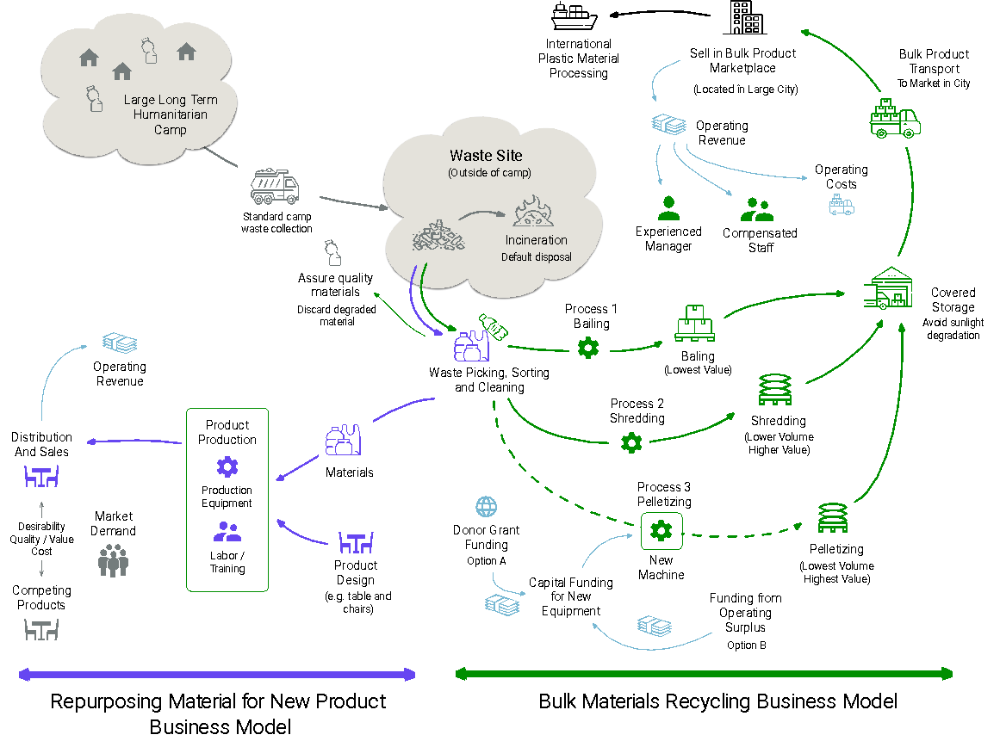 Large Long Term
Humanitarian
Camp
Standard camp
waste collection
Waste Site
(Outside of camp)
Incineration
Default disposal
Assure quality
materials
Discard degraded
material
Waste Picking, Sorting
and Cleaning
International
Plastic Material
Processing
Sell in Bulk Product
Marketplace
(Located in Large City)
Bulk Product
Transport
To Market in City
Operating
Revenue
Operating
Costs
Experienced
Manager
Compensated
Staff
Covered
Storage
Avoid sunlight
degradation
Process 1
Bailing
Baling
(Lowest Value)
Process 2
Shredding
Shredding
(Lower Volume
Higher Value)
Process 3
Pelletizing
New
Machine
Pelletizing
(Lowest Volume
Highest Value)
Donor Grant
Funding
Option A
Capital Funding
for New
Equipment
Funding from
Operating
Surplus
Option B
Operating
Revenue
Distribution
And Sales
Desirability
Quality / Value
Cost
Market
Demand
Competing
Products
Product
Production
Production
Equipment
Labor /
Training
Materials
Product
Design
(e.g. table and
chairs)
Repurposing Material for New Product
Business Model
Bulk Materials Recycling Business Model